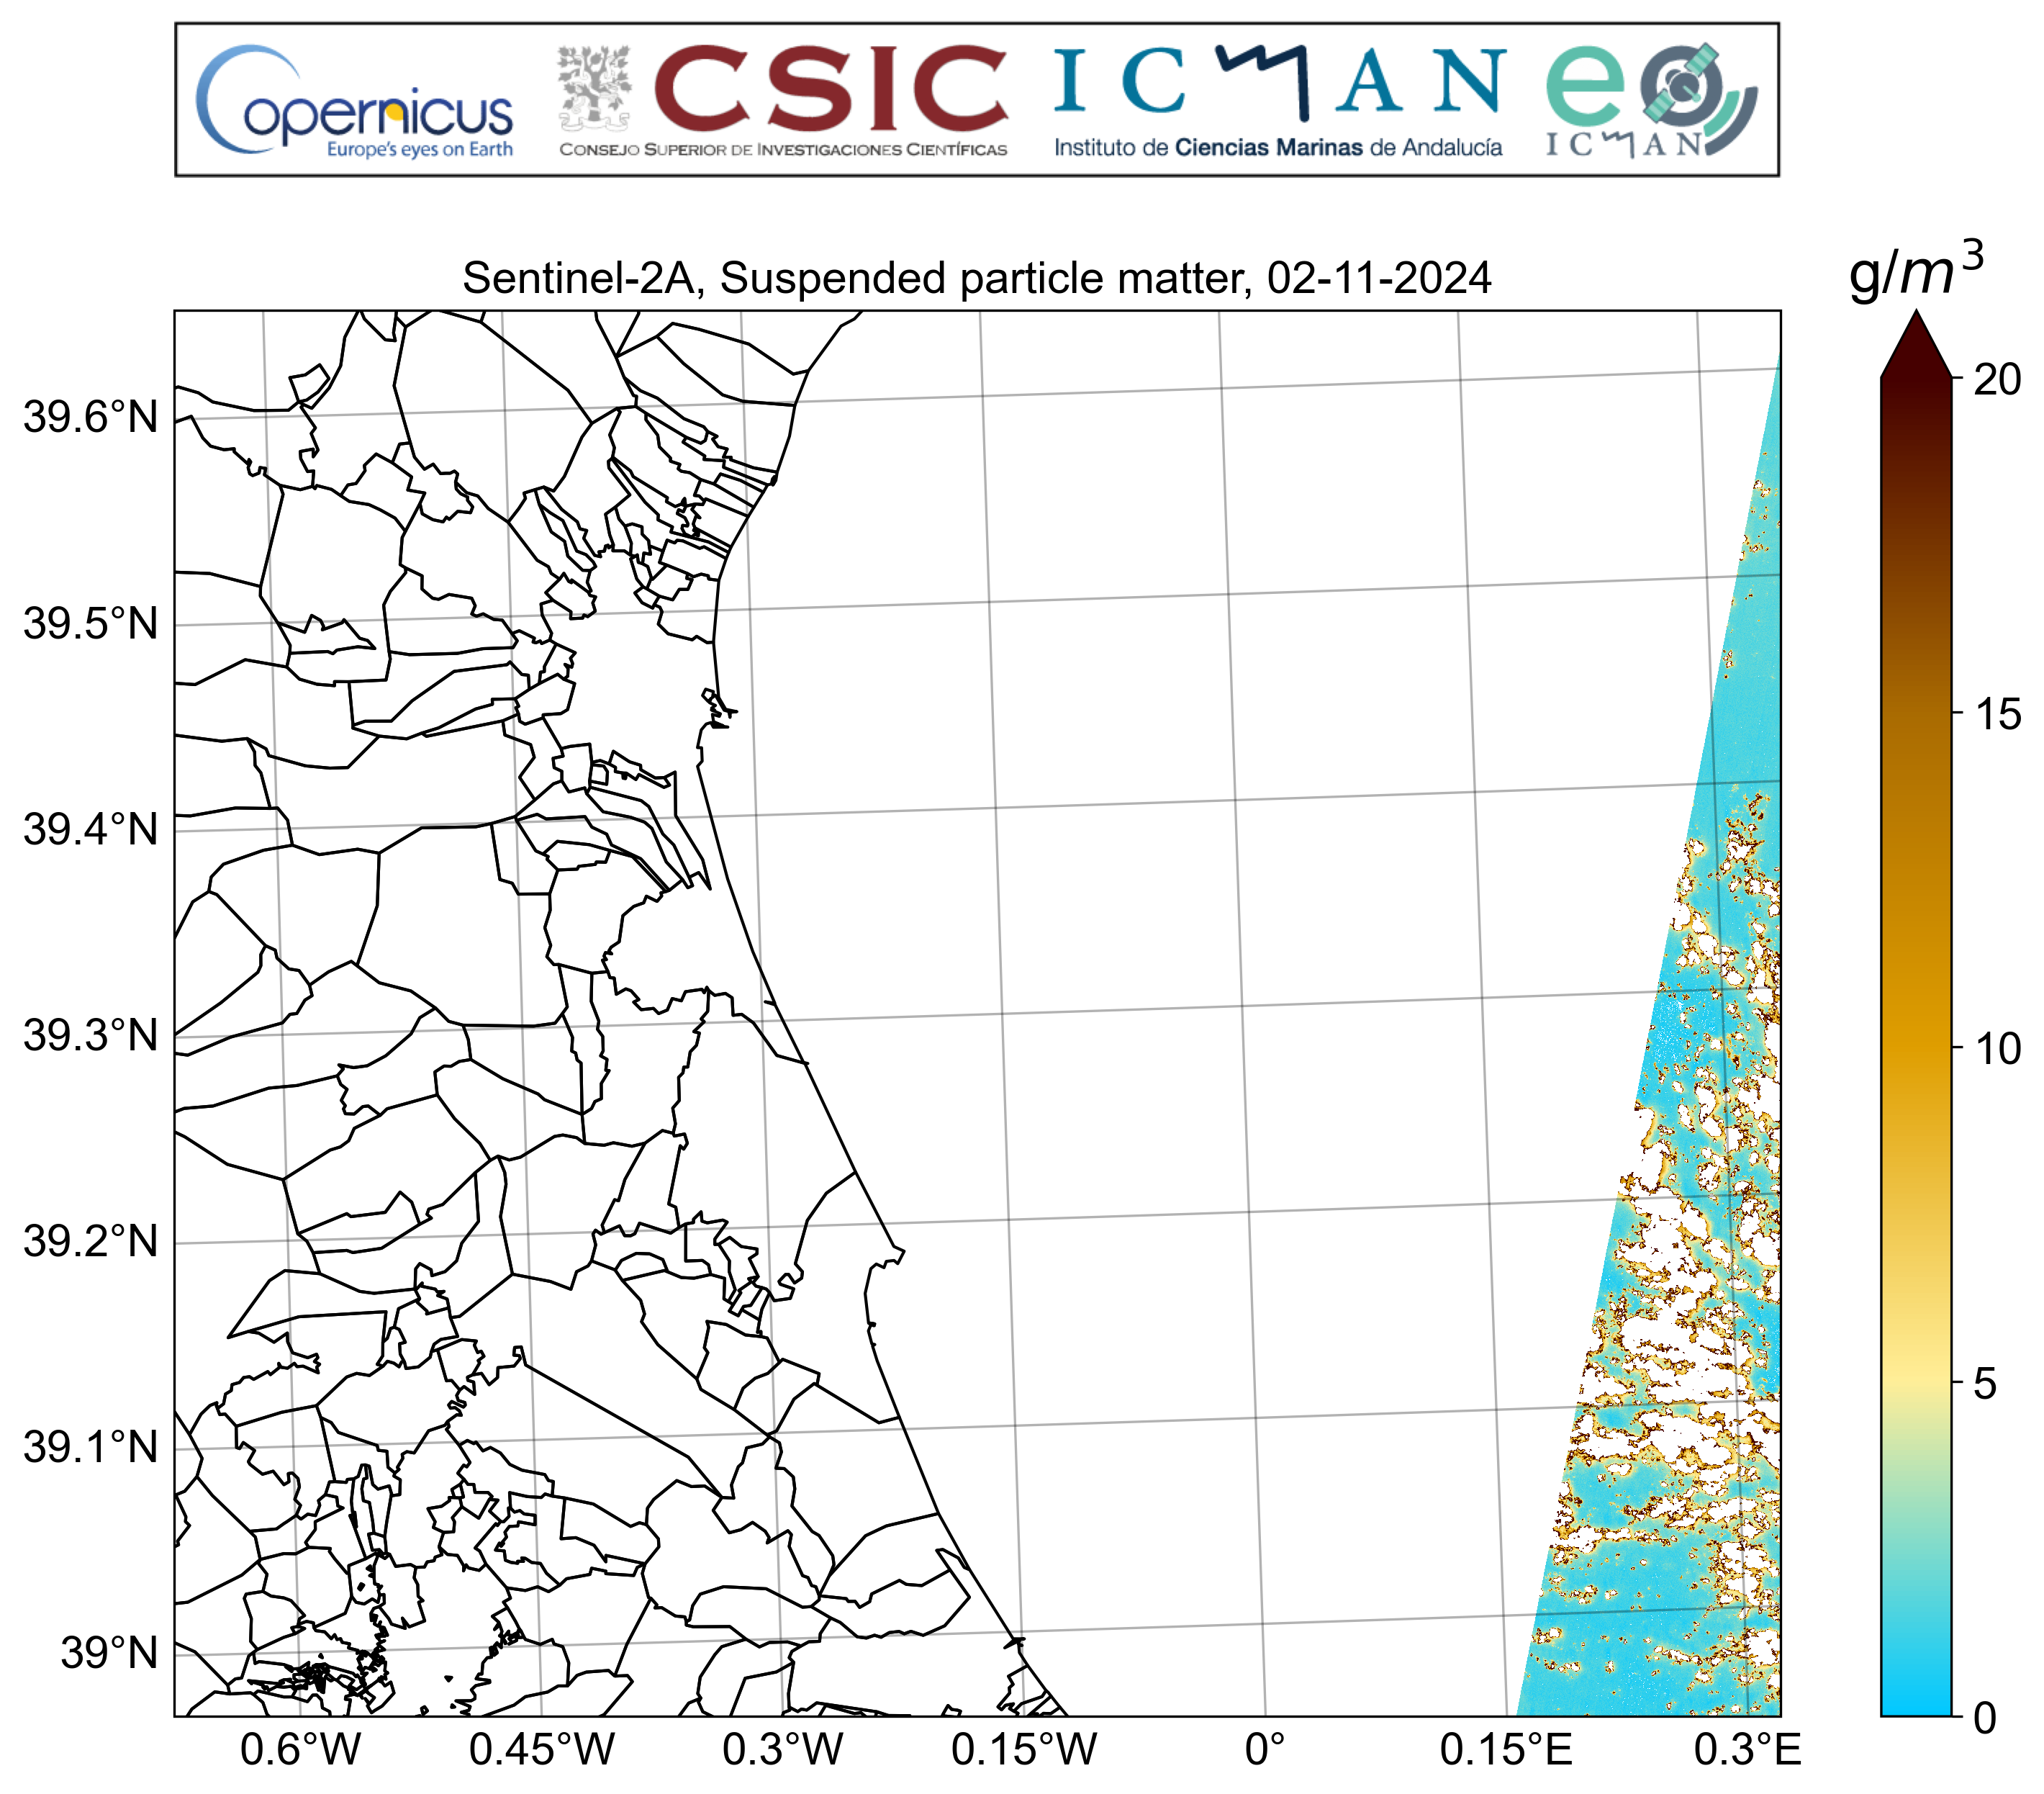 Copernicus
Europe's eyes on Earth
CSIC
CONSEJO SUPERIOR DE INVESTIGACIONES CIENTÍFICAS
ICMAN
Instituto de Ciencias Marinas de Andalucía
eo
ICMAN
Sentinel-2A, Suspended particle matter, 02-11-2024
g/m³
39.6°N
39.5°N
39.4°N
39.3°N
39.2°N
39.1°N
39°N
0.6°W 0.45°W 0.3°W 0.15°W 0° 0.15°E 0.3°E
20
15
10
5
0